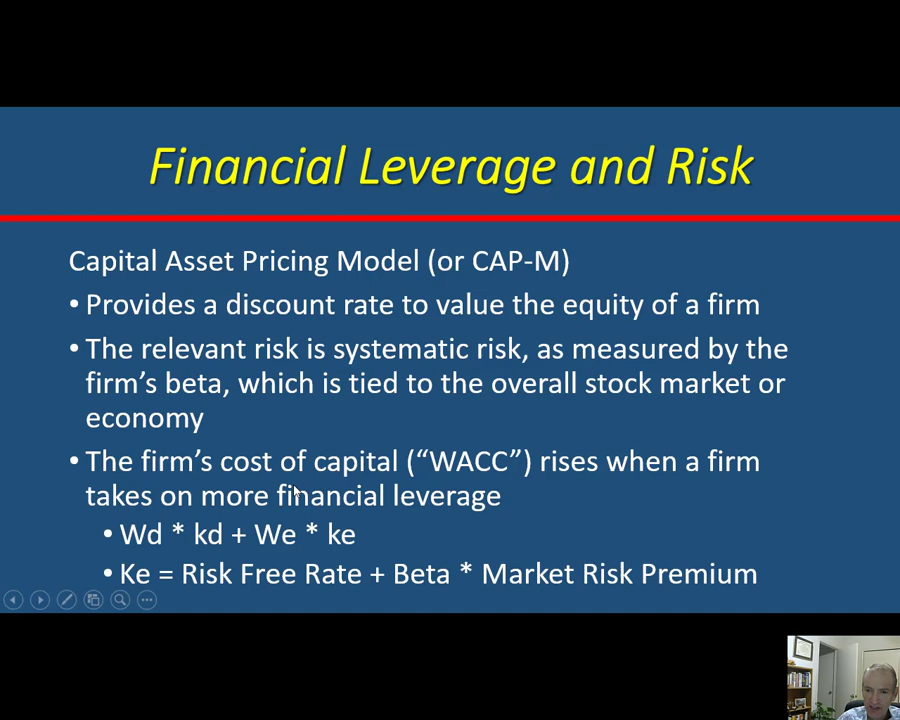 Financial Leverage and Risk
Capital Asset Pricing Model (or CAP-M)
• Provides a discount rate to value the equity of a firm
• The relevant risk is systematic risk, as measured by the
firm’s beta, which is tied to the overall stock market or
economy
• The firm’s cost of capital (“WACC”) rises when a firm
takes on more financial leverage
• Wd * kd + We * ke
• Ke = Risk Free Rate + Beta * Market Risk Premium